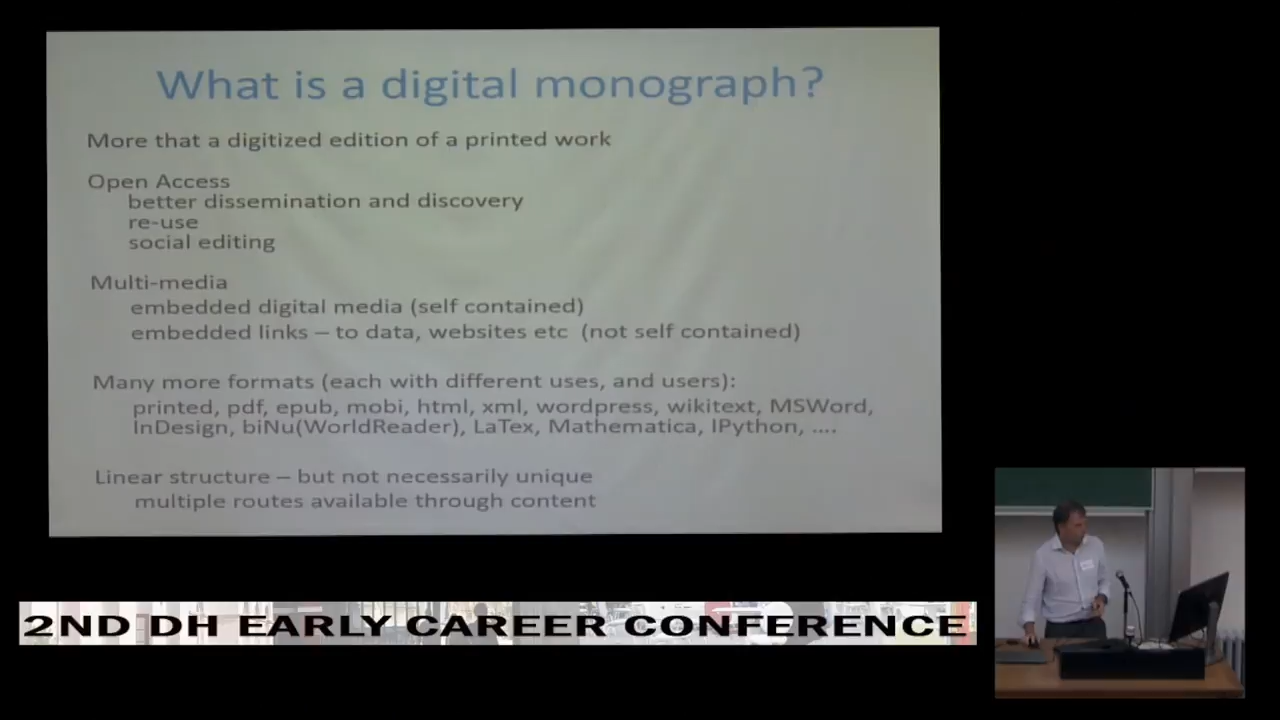 What is a digital monograph?
More that a digitized edition of a printed work
Open Access
better dissemination and discovery
re-use
social editing
Multi-media
embedded digital media (self contained)
embedded links – to data, websites etc (not self contained)
Many more formats (each with different uses, and users):
printed, pdf, epub, mobi, html, xml, wordpress, wikitext, MSWord,
InDesign, biNu(WorldReader), LaTex, Mathematica, IPython, ....
Linear structure – but not necessarily unique
multiple routes available through content
2ND DH EARLY CAREER CONFERENCE